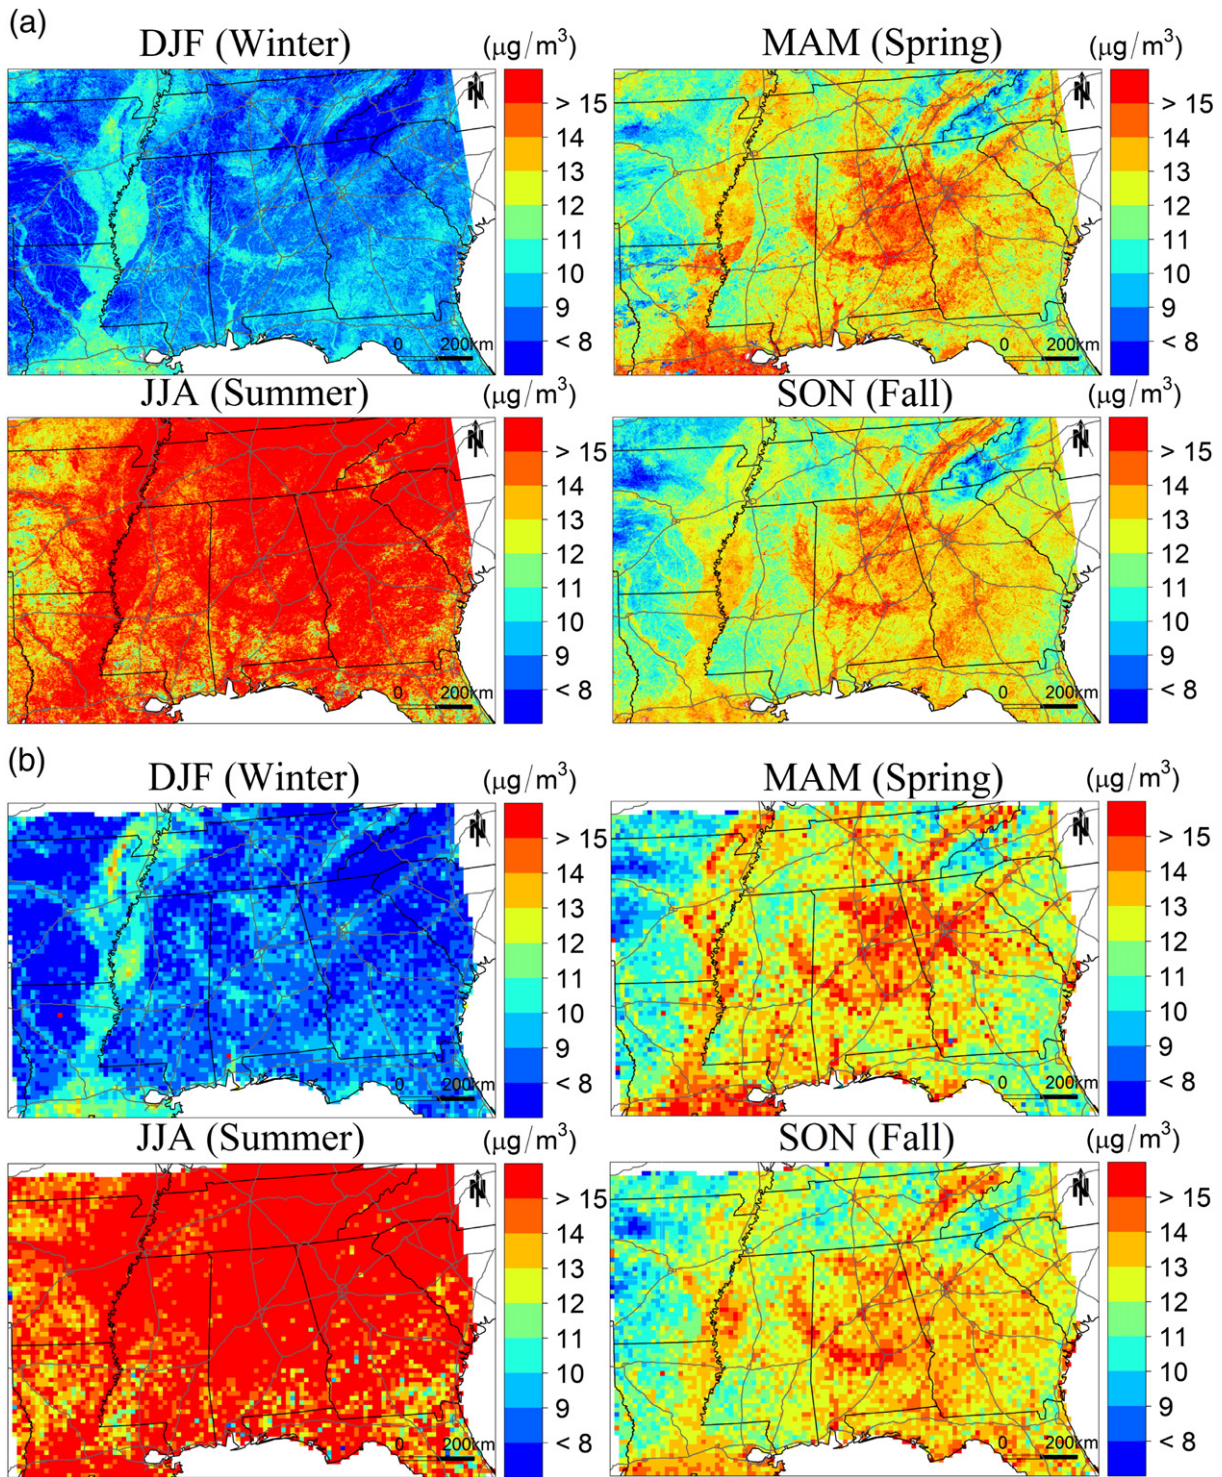 (a)
DJF (Winter) (μg/m³) MAM (Spring) (μg/m³)
N > 15 N > 15
14 14
13 13
12 12
11 11
10 10
9 9
0 200km < 8 0 200km < 8
JJA (Summer) (μg/m³) SON (Fall) (μg/m³)
N > 15 N > 15
14 14
13 13
12 12
11 11
10 10
9 9
0 200km < 8 0 200km < 8
(b)
DJF (Winter) (μg/m³) MAM (Spring) (μg/m³)
N > 15 N > 15
14 14
13 13
12 12
11 11
10 10
9 9
0 200km < 8 0 200km < 8
JJA (Summer) (μg/m³) SON (Fall) (μg/m³)
N > 15 N > 15
14 14
13 13
12 12
11 11
10 10
9 9
0 200km < 8 0 200km < 8